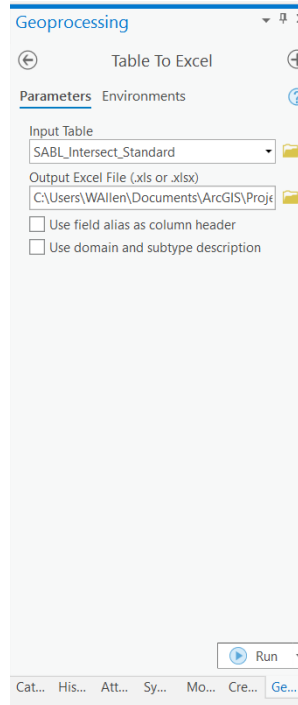 Geoprocessing
Table To Excel
Parameters Environments
Input Table
SABL_Intersect_Standard
Output Excel File (.xls or .xlsx)
C:\Users\WAllen\Documents\ArcGIS\Proje
Use field alias as column header
Use domain and subtype description
Run
Cat... His... Att... Sy... Mo... Cre... Ge...